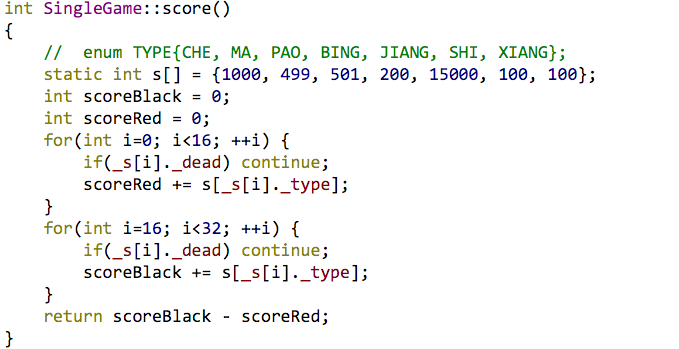 int SingleGame::score()
{
    //  enum TYPE{CHE, MA, PAO, BING, JIANG, SHI, XIANG};
    static int s[] = {1000, 499, 501, 200, 15000, 100, 100};
    int scoreBlack = 0;
    int scoreRed = 0;
    for(int i=0; i<16; ++i) {
        if(_s[i]._dead) continue;
        scoreRed += s[_s[i]._type];
    }
    for(int i=16; i<32; ++i) {
        if(_s[i]._dead) continue;
        scoreBlack += s[_s[i]._type];
    }
    return scoreBlack - scoreRed;
}